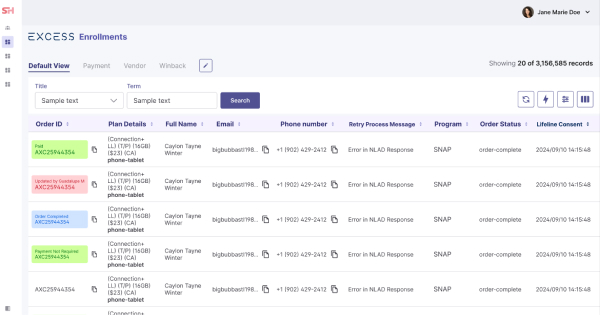 SH
Jane Marie Doe
EXCESS Enrollments
Default View Payment Vendor Winback
Showing 20 of 3,156,585 records
Title Term
Sample text Sample text Search
Order ID Plan Details Full Name Email Phone number Retry Process Message Program Order Status Lifeline Consent
Paid
AXC25944354
(Connection+
LL) (T/P) (16GB)
($23) (CA)
phone-tablet
Caylon Tayne
Winter
bigbubbastl198... +1 (902) 429-2412 Error in NLAD Response SNAP order-complete 2024/09/10 14:15:48
Updated by Guadalupe M.
AXC25944354
(Connection+
LL) (T/P) (16GB)
($23) (CA)
phone-tablet
Caylon Tayne
Winter
bigbubbastl198... +1 (902) 429-2412 Error in NLAD Response SNAP order-complete 2024/09/10 14:15:48
Order Completed
AXC25944354
(Connection+
LL) (T/P) (16GB)
($23) (CA)
phone-tablet
Caylon Tayne
Winter
bigbubbastl198... +1 (902) 429-2412 Error in NLAD Response SNAP order-complete 2024/09/10 14:15:48
Payment Not Required
AXC25944354
(Connection+
LL) (T/P) (16GB)
($23) (CA)
phone-tablet
Caylon Tayne
Winter
bigbubbastl198... +1 (902) 429-2412 Error in NLAD Response SNAP order-complete 2024/09/10 14:15:48
AXC25944354
(Connection+
LL) (T/P) (16GB)
($23) (CA)
phone-tablet
Caylon Tayne
Winter
bigbubbastl198... +1 (902) 429-2412 Error in NLAD Response SNAP order-complete 2024/09/10 14:15:48
(Connection+